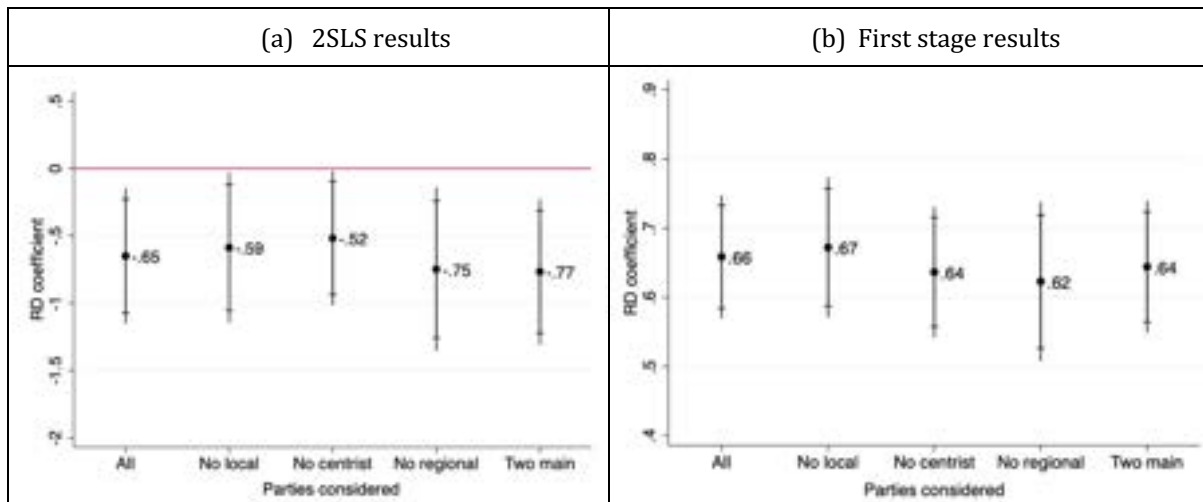 (a) 2SLS results
.5
0
-.5
-1
-1.5
-2
RD coefficient
-.65
-.59
-.52
-.75
-.77
All No local No centrist No regional Two main
Parties considered
(b) First stage results
.9
.8
.7
.6
.5
.4
RD coefficient
.66
.67
.64
.62
.64
All No local No centrist No regional Two main
Parties considered